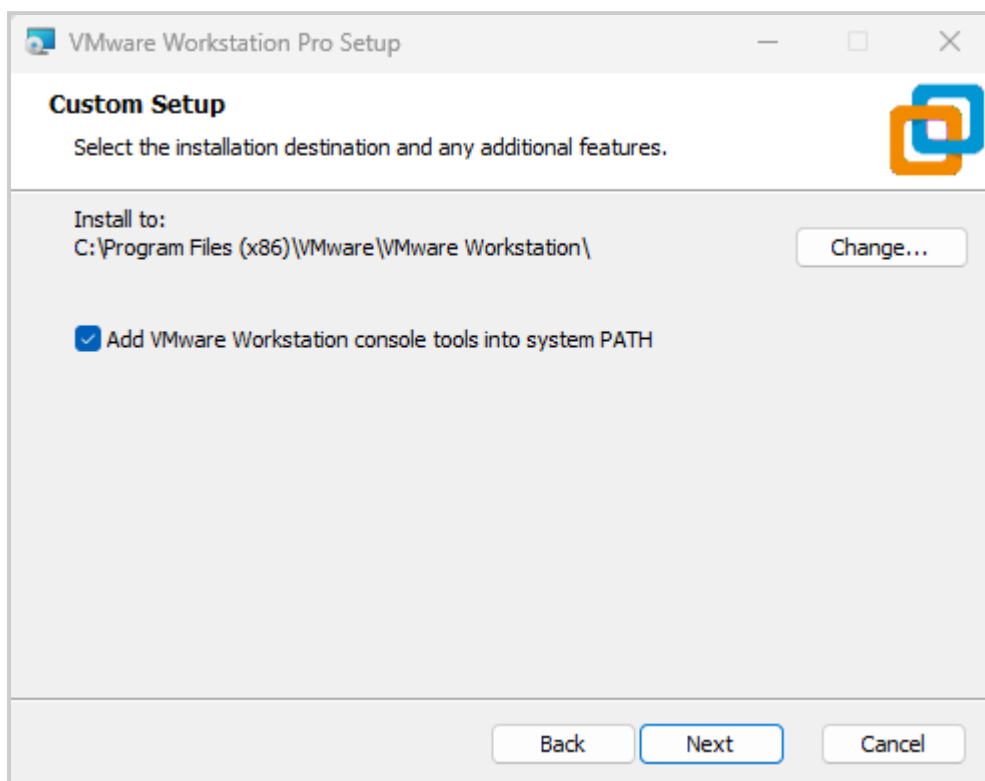 VMware Workstation Pro Setup
Custom Setup
Select the installation destination and any additional features.
Install to:
C:\Program Files (x86)\VMware\VMware Workstation\
Change...
Add VMware Workstation console tools into system PATH
Back
Next
Cancel